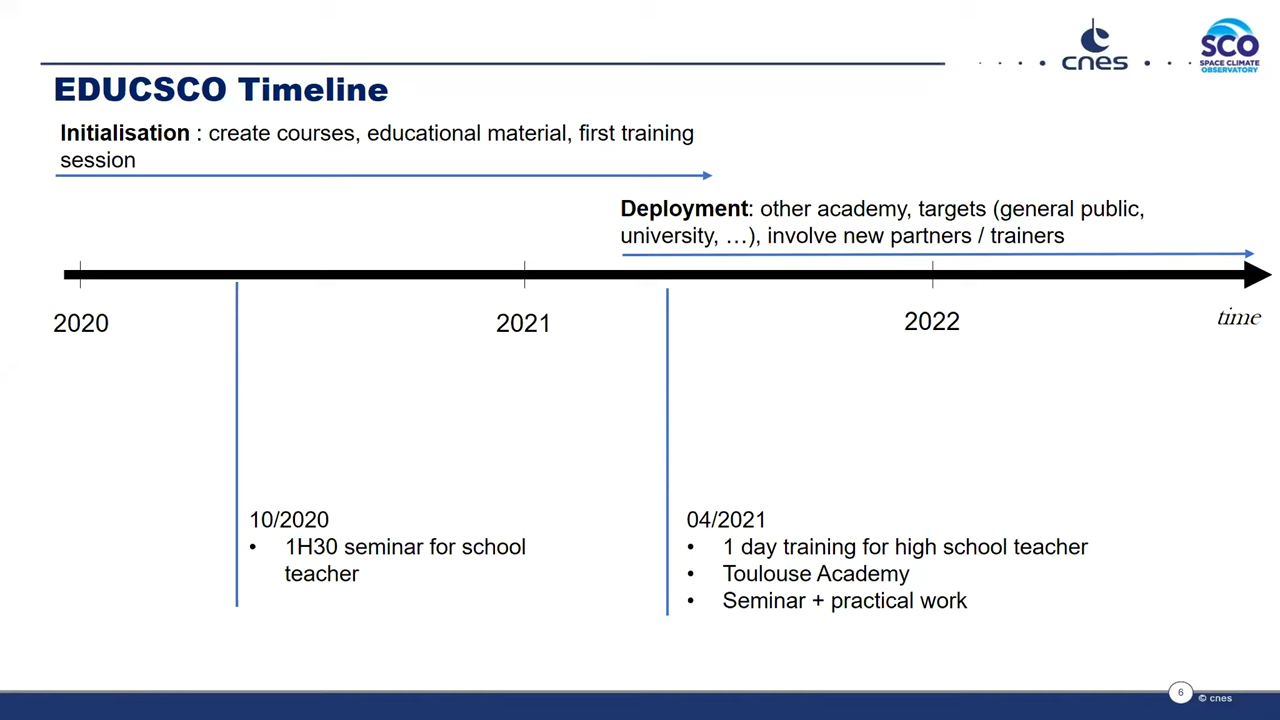 cnes
SCO
SPACE CLIMATE
OBSERVATORY
EDUCSCO Timeline
Initialisation : create courses, educational material, first training
session
Deployment: other academy, targets (general public,
university, …), involve new partners / trainers
2020
2021
2022
time
10/2020
• 1H30 seminar for school
teacher
04/2021
• 1 day training for high school teacher
• Toulouse Academy
• Seminar + practical work
6
© cnes